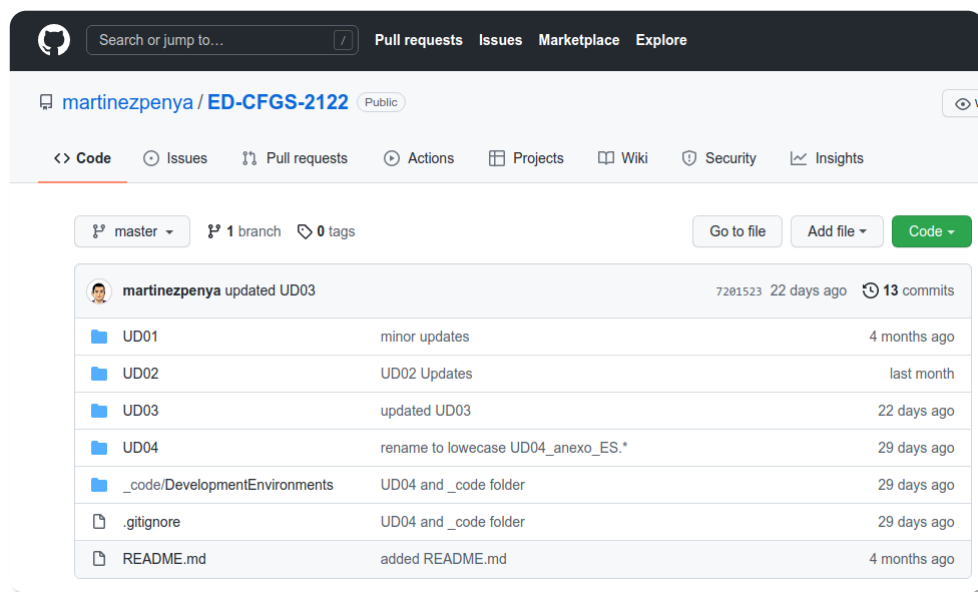 Search or jump to… / Pull requests Issues Marketplace Explore
martinezpenya / ED-CFGS-2122 Public
<> Code Issues Pull requests Actions Projects Wiki Security Insights
master 1 branch 0 tags Go to file Add file Code
martinezpenya updated UD03 7201523 22 days ago 13 commits
UD01 minor updates 4 months ago
UD02 UD02 Updates last month
UD03 updated UD03 22 days ago
UD04 rename to lowecase UD04_anexo_ES.* 29 days ago
_code/DevelopmentEnvironments UD04 and _code folder 29 days ago
.gitignore UD04 and _code folder 29 days ago
README.md added README.md 4 months ago